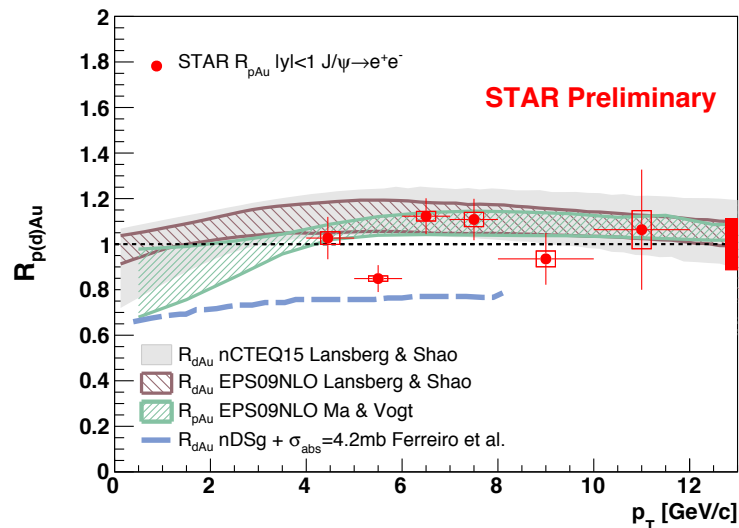 2
1.8
1.6
1.4
1.2
1
0.8
0.6
0.4
0.2
0
R_p(d)Au
STAR R_pAu |y|<1 J/ψ→e⁺e⁻
STAR Preliminary
R_dAu nCTEQ15 Lansberg & Shao
R_dAu EPS09NLO Lansberg & Shao
R_pAu EPS09NLO Ma & Vogt
R_dAu nDSg + σ_abs=4.2mb Ferreiro et al.
0 2 4 6 8 10 12
p_T [GeV/c]